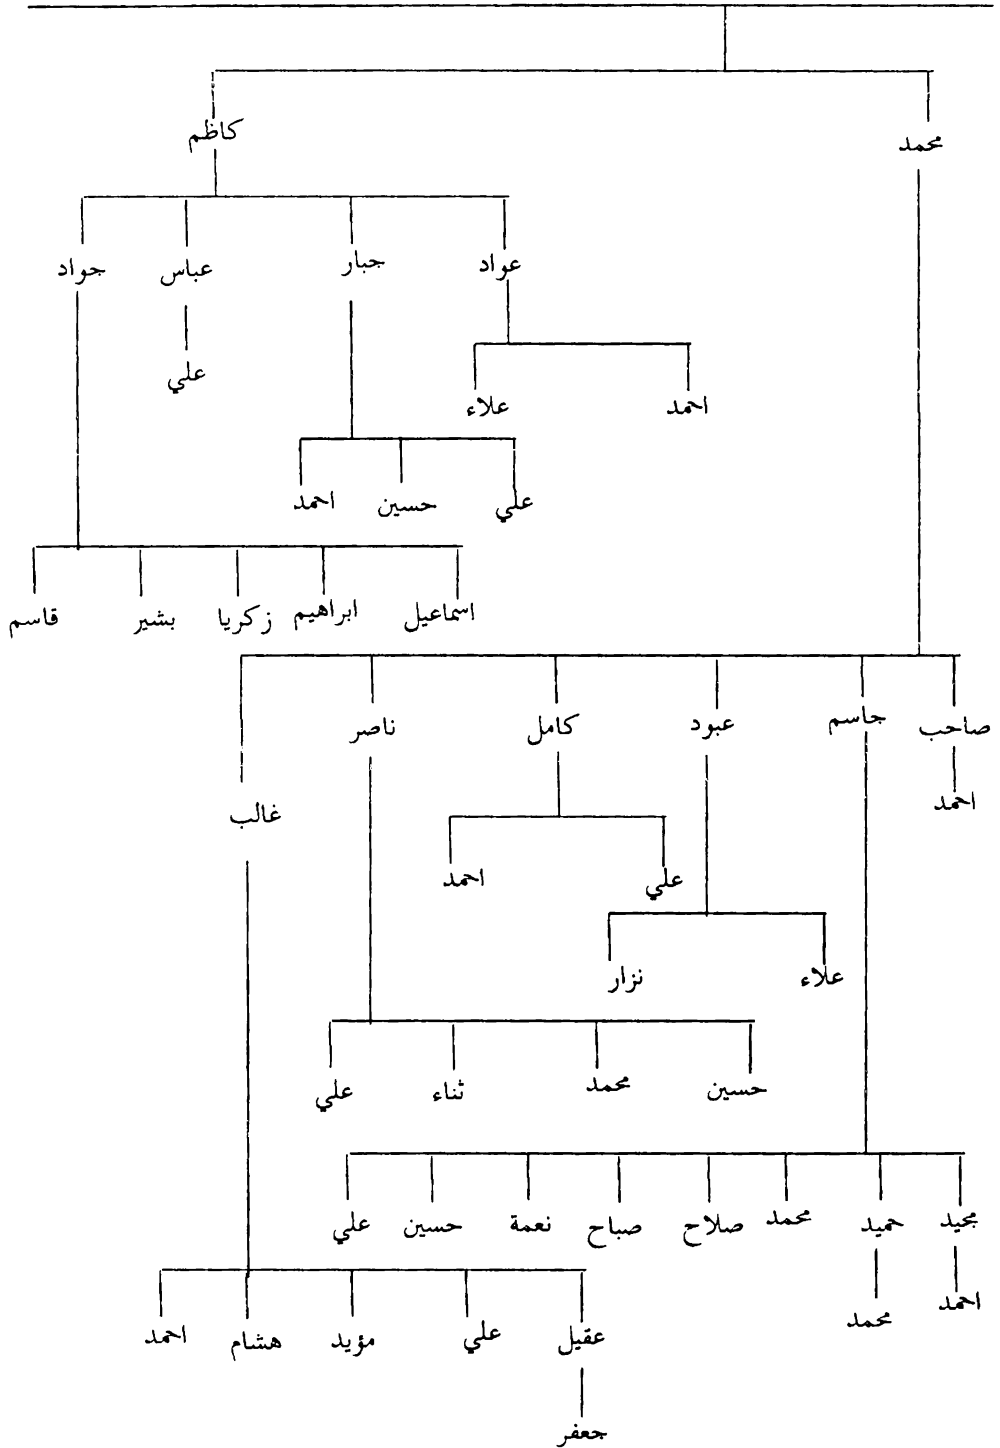 محمد
كاظم
عواد
جبار
عباس
جواد
احمد
علاء
علي
حسين
احمد
علي
اسماعيل
ابراهيم
زكريا
بشير
قاسم
صاحب
جاسم
عبود
كامل
ناصر
غالب
احمد
علي
احمد
علاء
نزار
حسين
محمد
ثناء
علي
مجيد
حميد
محمد
صلاح
صباح
نعمة
حسين
علي
احمد
محمد
عقيل
علي
مؤيد
هشام
احمد
جعفر